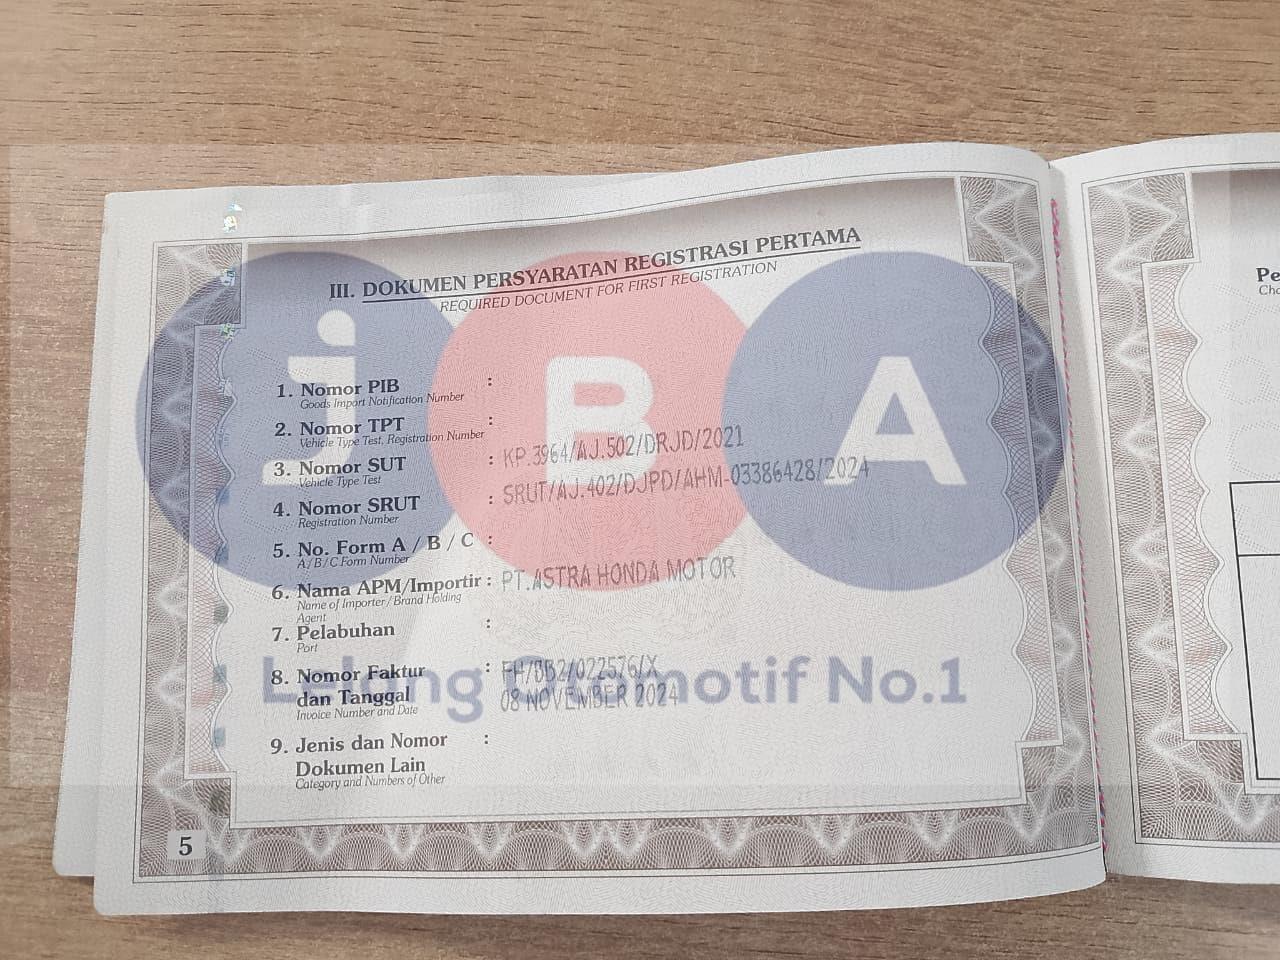 III. DOKUMEN PERSYARATAN REGISTRASI PERTAMA
REQUIRED DOCUMENT FOR FIRST REGISTRATION
1. Nomor PIB :
Goods Import Notification Number
2. Nomor TPT :
Vehicle Type Test, Registration Number
3. Nomor SUT : KP.3964/AJ.502/DRJD/2021
Vehicle Type Test
4. Nomor SRUT : SRUT/AJ.402/DJPD/AHM-03386428/2024
Registration Number
5. No. Form A / B / C :
A / B / C Form Number
6. Nama APM/Importir : PT.ASTRA HONDA MOTOR
Name of Importer / Brand Holding
Agent
7. Pelabuhan :
Port
8. Nomor Faktur : FH/BB2/022576/X
dan Tanggal 08 NOVEMBER 2024
Invoice Number and Date
9. Jenis dan Nomor :
Dokumen Lain
Category and Numbers of Other
5
jBA
Lelang Otomotif No.1
Pe
Cha